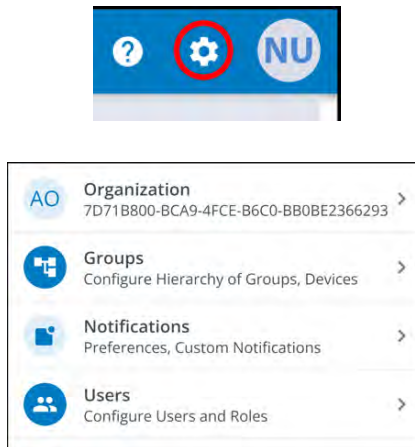 ?
NU
AO
Organization
7D71B800-BCA9-4FCE-B6C0-BB0BE2366293
Groups
Configure Hierarchy of Groups, Devices
Notifications
Preferences, Custom Notifications
Users
Configure Users and Roles